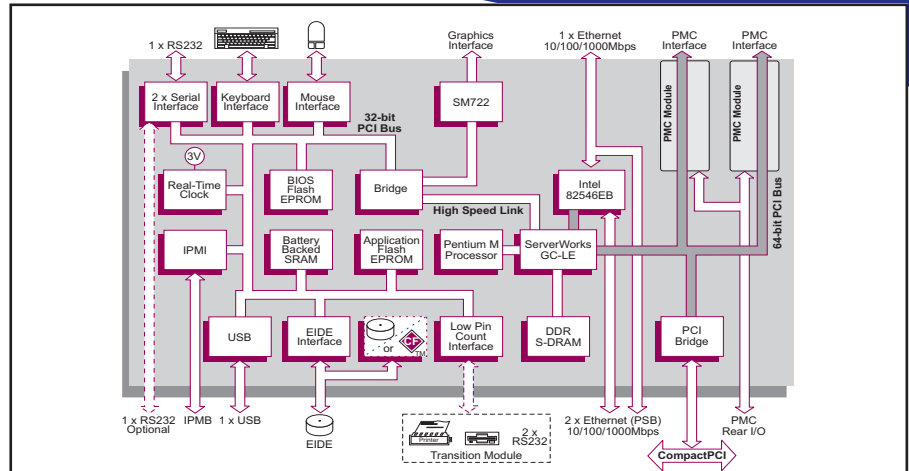 1 x RS232
Graphics
Interface
1 x Ethernet
10/100/1000Mbps
PMC
Interface
PMC
Interface
2 x Serial
Interface
Keyboard
Interface
Mouse
Interface
SM722
PMC Module
PMC Module
32-bit
PCI Bus
3V
Real-Time
Clock
BIOS
Flash
EPROM
Bridge
Intel
82546EB
64-bit PCI Bus
High Speed Link
IPMI
Battery
Backed
SRAM
Application
Flash
EPROM
Pentium M
Processor
ServerWorks
GC-LE
USB
EIDE
Interface
or
CF
TM
Low Pin
Count
Interface
DDR
S-DRAM
PCI
Bridge
1 x RS232
Optional
IPMB
1 x USB
EIDE
Printer
2 x
RS232
Transition Module
2 x Ethernet (PSB)
10/100/1000Mbps
PMC
Rear I/O
CompactPCI